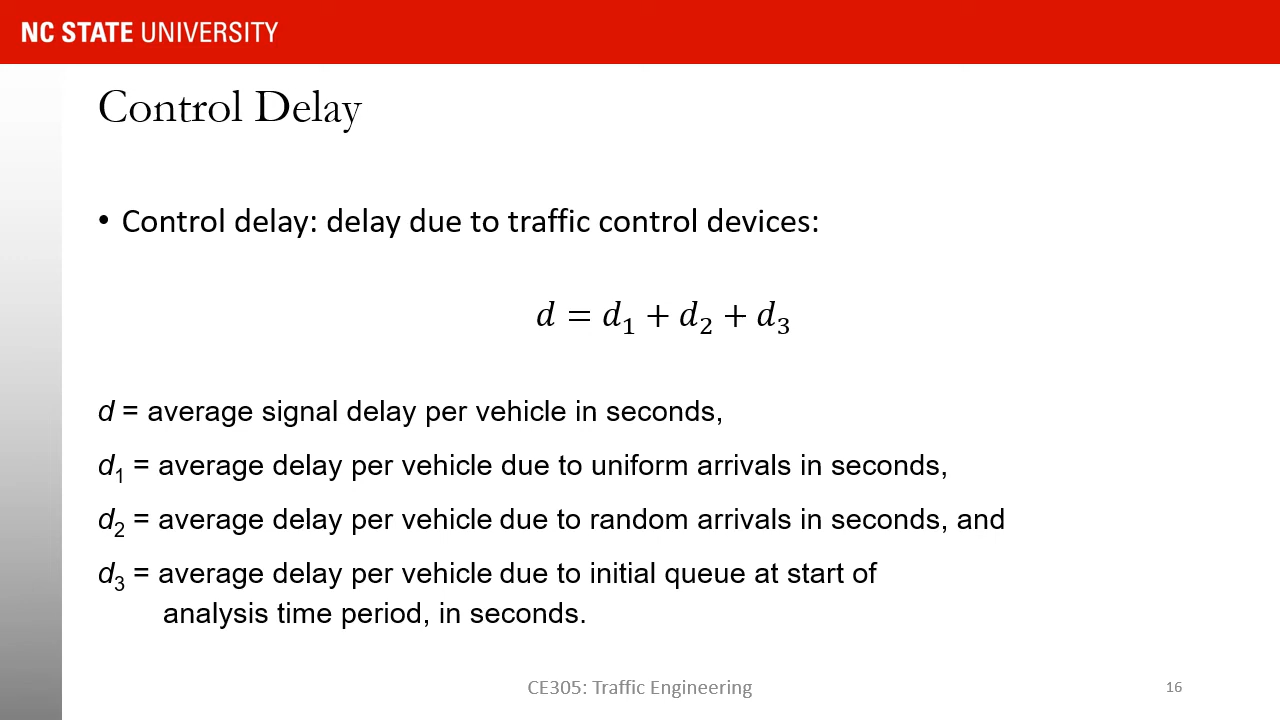 NC STATE UNIVERSITY
Control Delay
• Control delay: delay due to traffic control devices:
d = d₁ + d₂ + d₃
d = average signal delay per vehicle in seconds,
d₁ = average delay per vehicle due to uniform arrivals in seconds,
d₂ = average delay per vehicle due to random arrivals in seconds, and
d₃ = average delay per vehicle due to initial queue at start of
analysis time period, in seconds.
CE305: Traffic Engineering
16